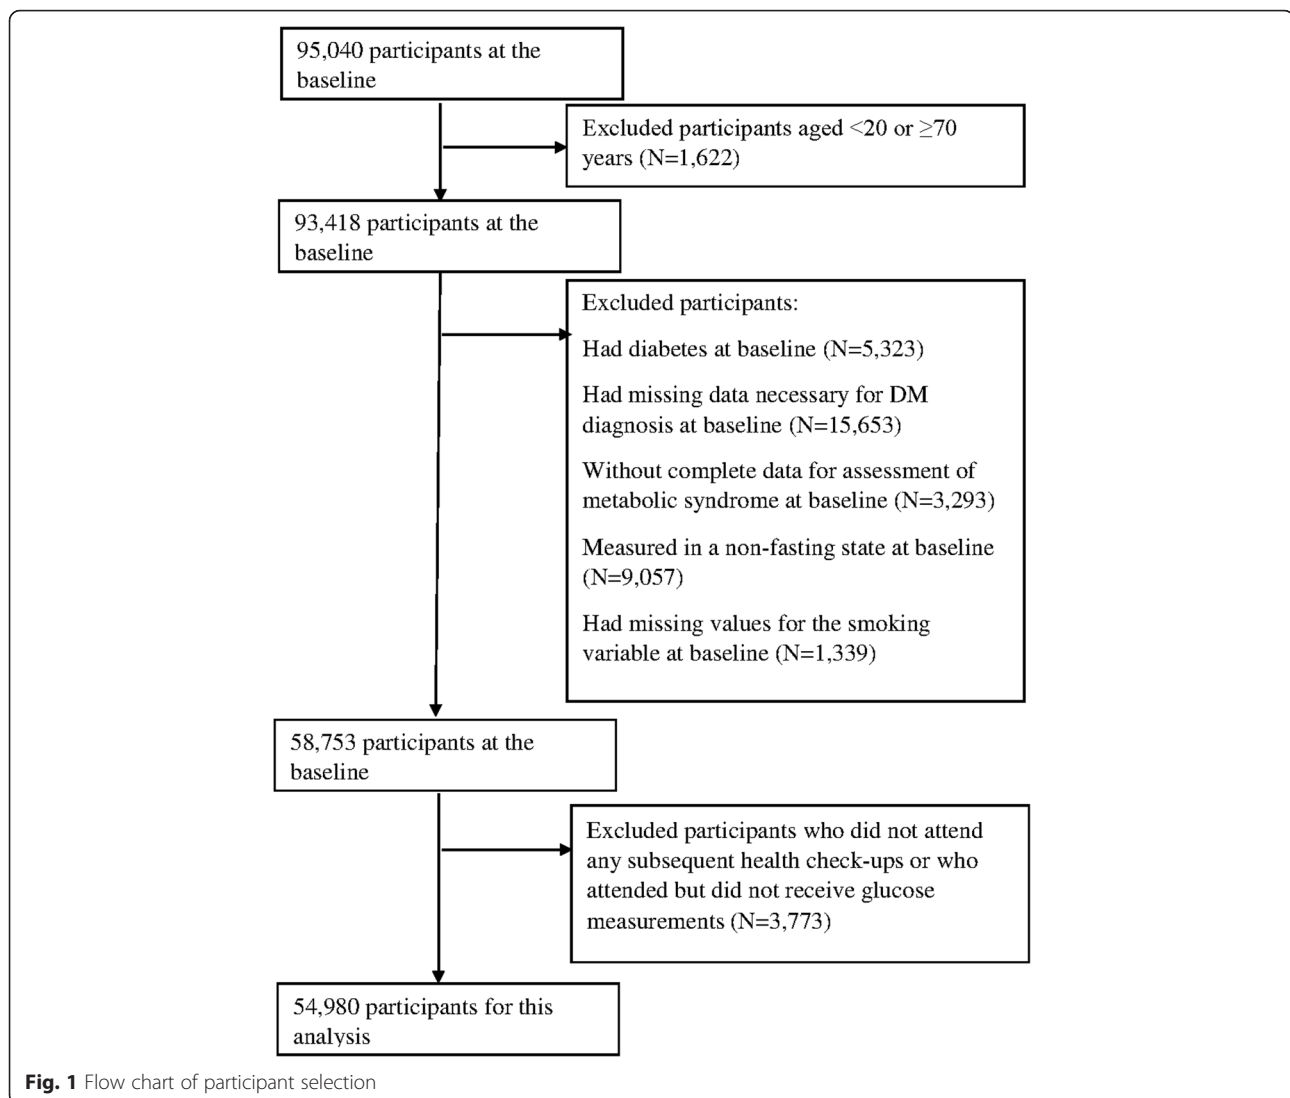 95,040 participants at the
baseline
Excluded participants aged <20 or ≥70
years (N=1,622)
93,418 participants at the
baseline
Excluded participants:
Had diabetes at baseline (N=5,323)
Had missing data necessary for DM
diagnosis at baseline (N=15,653)
Without complete data for assessment of
metabolic syndrome at baseline (N=3,293)
Measured in a non-fasting state at baseline
(N=9,057)
Had missing values for the smoking
variable at baseline (N=1,339)
58,753 participants at the
baseline
Excluded participants who did not attend
any subsequent health check-ups or who
attended but did not receive glucose
measurements (N=3,773)
54,980 participants for this
analysis
Fig. 1 Flow chart of participant selection